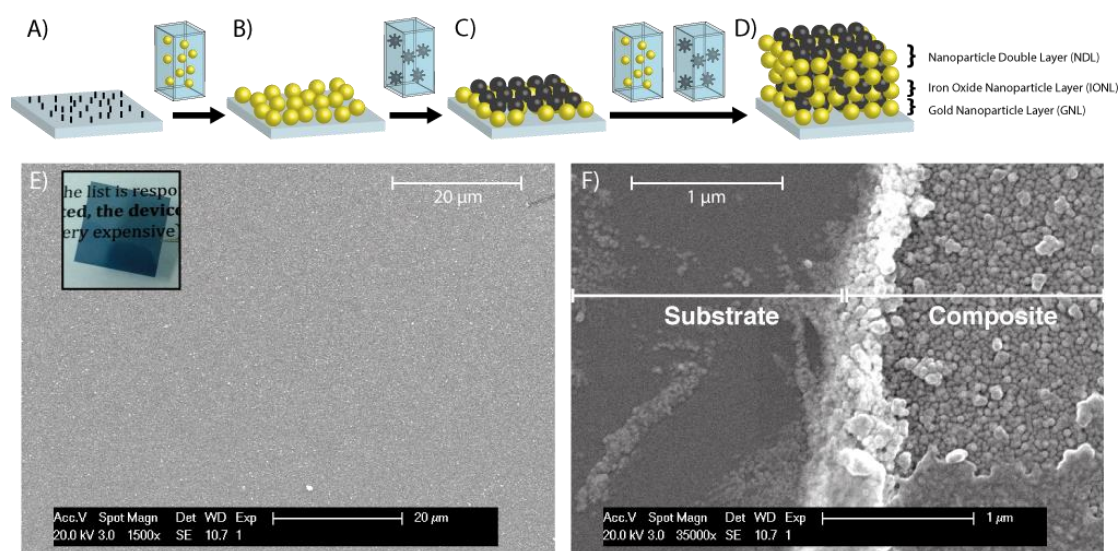 A)
B)
C)
D)
Nanoparticle Double Layer (NDL)
Iron Oxide Nanoparticle Layer (IONL)
Gold Nanoparticle Layer (GNL)
E)
he list is respo
ted, the device
ery expensive)
20 µm
Acc.V Spot Magn Det WD Exp
20.0 kV 3.0 1500x SE 10.7 1
20 µm
F)
1 µm
Substrate
Composite
Acc.V Spot Magn Det WD Exp
20.0 kV 3.0 35000x SE 10.7 1
1 µm